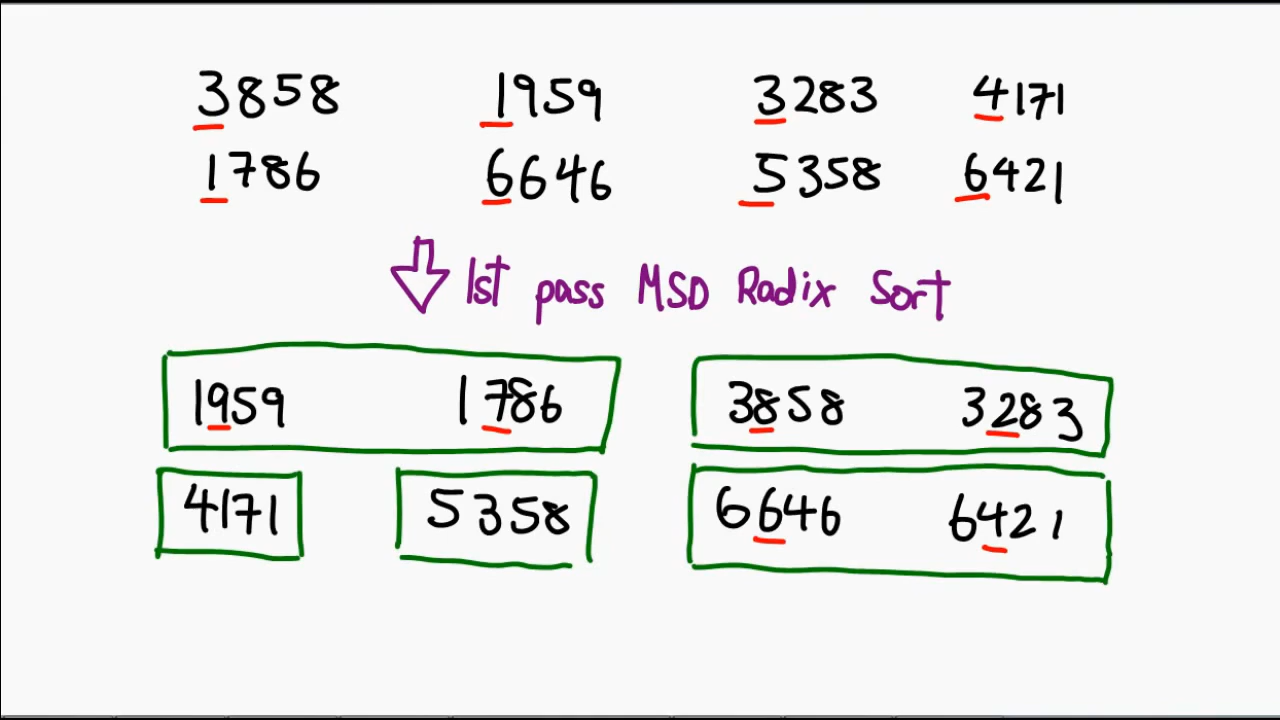 3858 1959 3283 4171
1786 6646 5358 6421
1st pass MSD Radix Sort
1959 1786 3858 3283
4171 5358 6646 6421